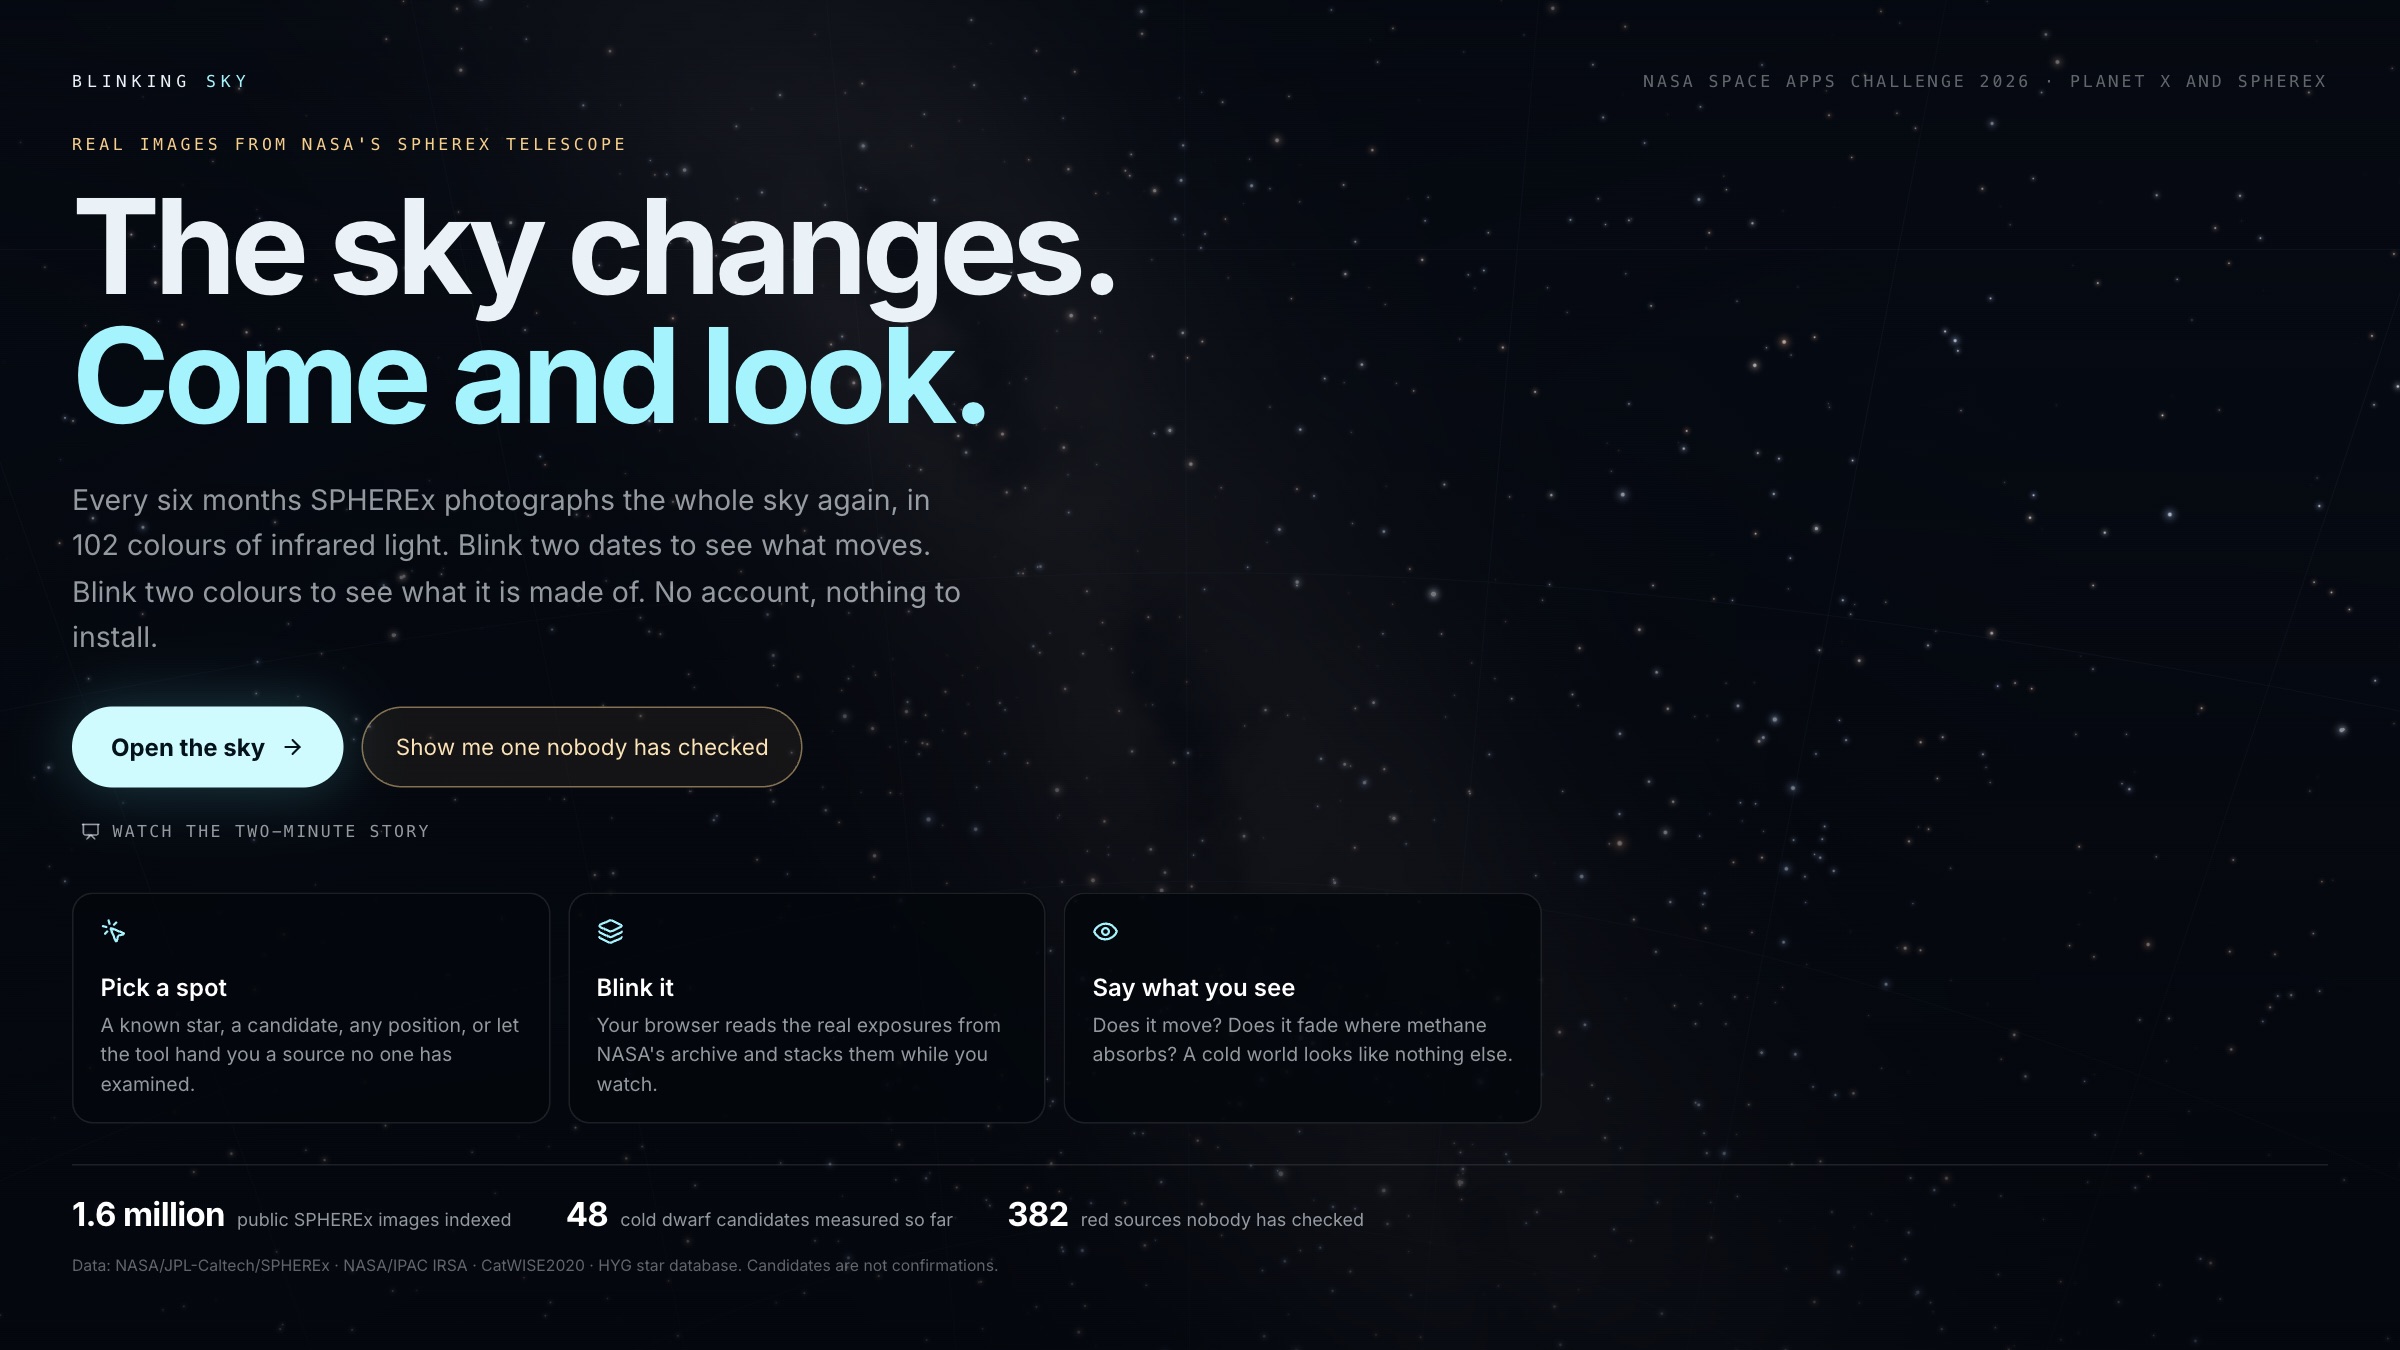 BLINKING SKY
NASA SPACE APPS CHALLENGE 2026 · PLANET X AND SPHEREX
REAL IMAGES FROM NASA'S SPHEREX TELESCOPE
The sky changes.
Come and look.
Every six months SPHEREx photographs the whole sky again, in
102 colours of infrared light. Blink two dates to see what moves.
Blink two colours to see what it is made of. No account, nothing to
install.
Open the sky →
Show me one nobody has checked
WATCH THE TWO–MINUTE STORY
Pick a spot
A known star, a candidate, any position, or let
the tool hand you a source no one has
examined.
Blink it
Your browser reads the real exposures from
NASA's archive and stacks them while you
watch.
Say what you see
Does it move? Does it fade where methane
absorbs? A cold world looks like nothing else.
1.6 million public SPHEREx images indexed
48 cold dwarf candidates measured so far
382 red sources nobody has checked
Data: NASA/JPL-Caltech/SPHEREx · NASA/IPAC IRSA · CatWISE2020 · HYG star database. Candidates are not confirmations.